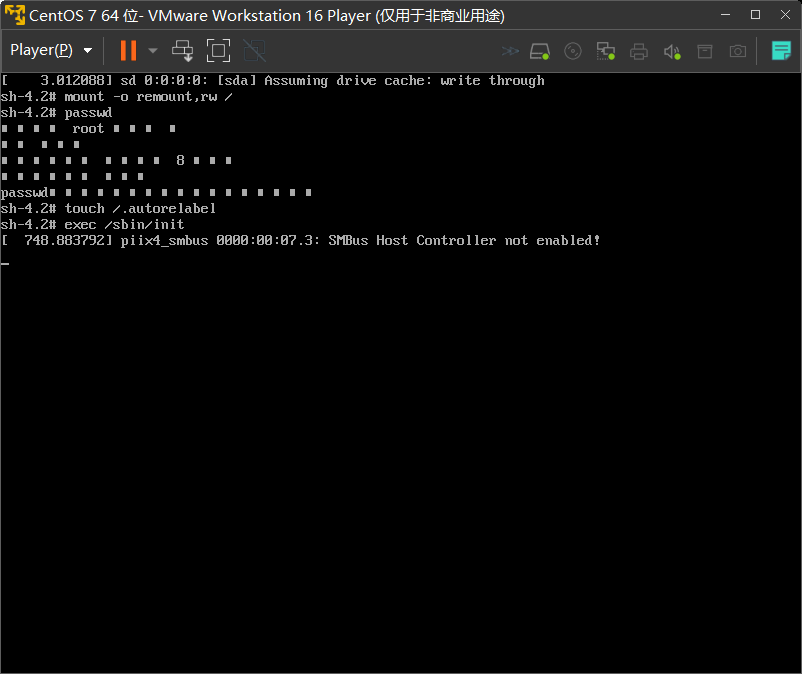 CentOS 7 64 位- VMware Workstation 16 Player (仅用于非商业用途)
Player(P)
[    3.012088] sd 0:0:0:0: [sda] Assuming drive cache: write through
sh-4.2# mount -o remount,rw /
sh-4.2# passwd
■ ■ ■ ■  root ■ ■ ■  ■
■ ■  ■ ■ ■
■ ■ ■ ■ ■ ■  ■ ■ ■ ■  8 ■ ■ ■
■ ■ ■ ■ ■ ■  ■ ■ ■
passwd■ ■ ■ ■ ■ ■ ■ ■ ■ ■ ■ ■ ■ ■ ■ ■ ■
sh-4.2# touch /.autorelabel
sh-4.2# exec /sbin/init
[  748.883792] piix4_smbus 0000:00:07.3: SMBus Host Controller not enabled!
_